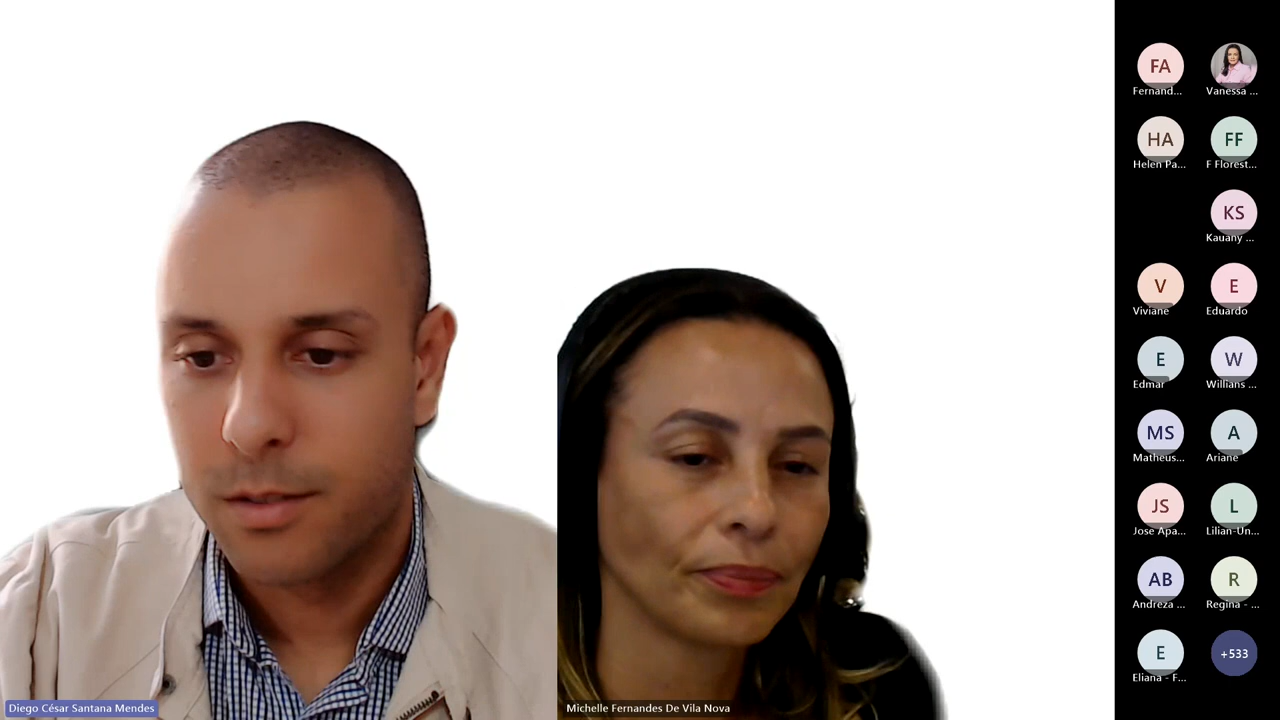 FA
Fernand...
Vanessa ...
HA
Helen Pa...
FF
F Florest...
KS
Kauany ...
V
Viviane
E
Eduardo
E
Edmar
W
Willians ...
MS
Matheus...
A
Ariane
JS
Jose Apa...
L
Lilian-Un...
AB
Andreza ...
R
Regina - ...
E
Eliana - F...
+533
Diego César Santana Mendes
Michelle Fernandes De Vila Nova